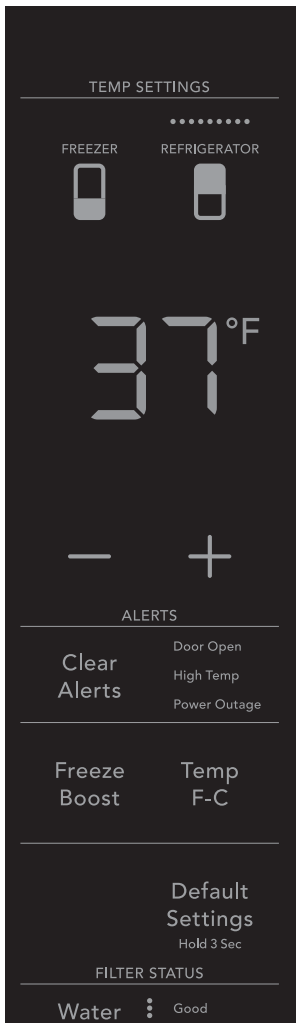 TEMP SETTINGS
FREEZER REFRIGERATOR
37°F
− +
ALERTS
Clear Alerts
Door Open
High Temp
Power Outage
Freeze Boost
Temp F-C
Default
Settings
Hold 3 Sec
FILTER STATUS
Water Good